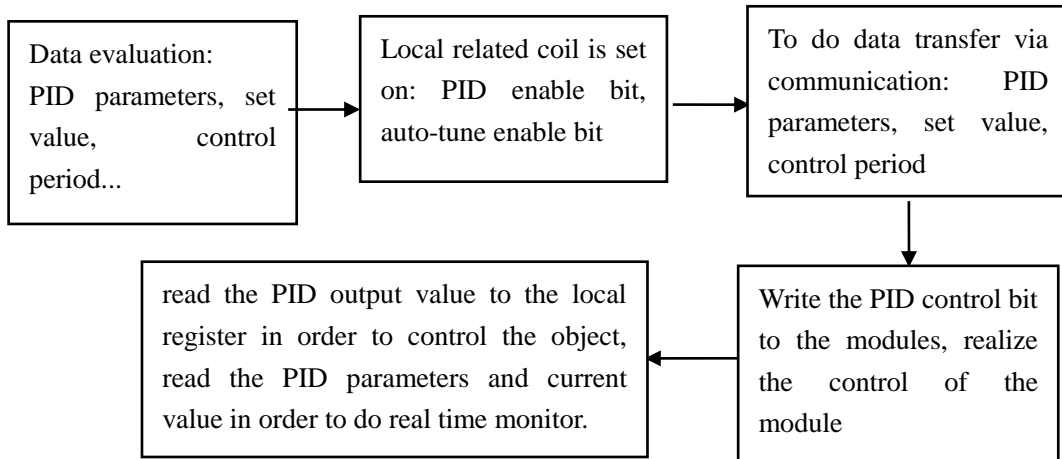 Data evaluation:
PID parameters, set
value, control
period...
Local related coil is set
on: PID enable bit,
auto-tune enable bit
To do data transfer via
communication: PID
parameters, set value,
control period
Write the PID control bit
to the modules, realize
the control of the
module
read the PID output value to the local
register in order to control the object,
read the PID parameters and current
value in order to do real time monitor.